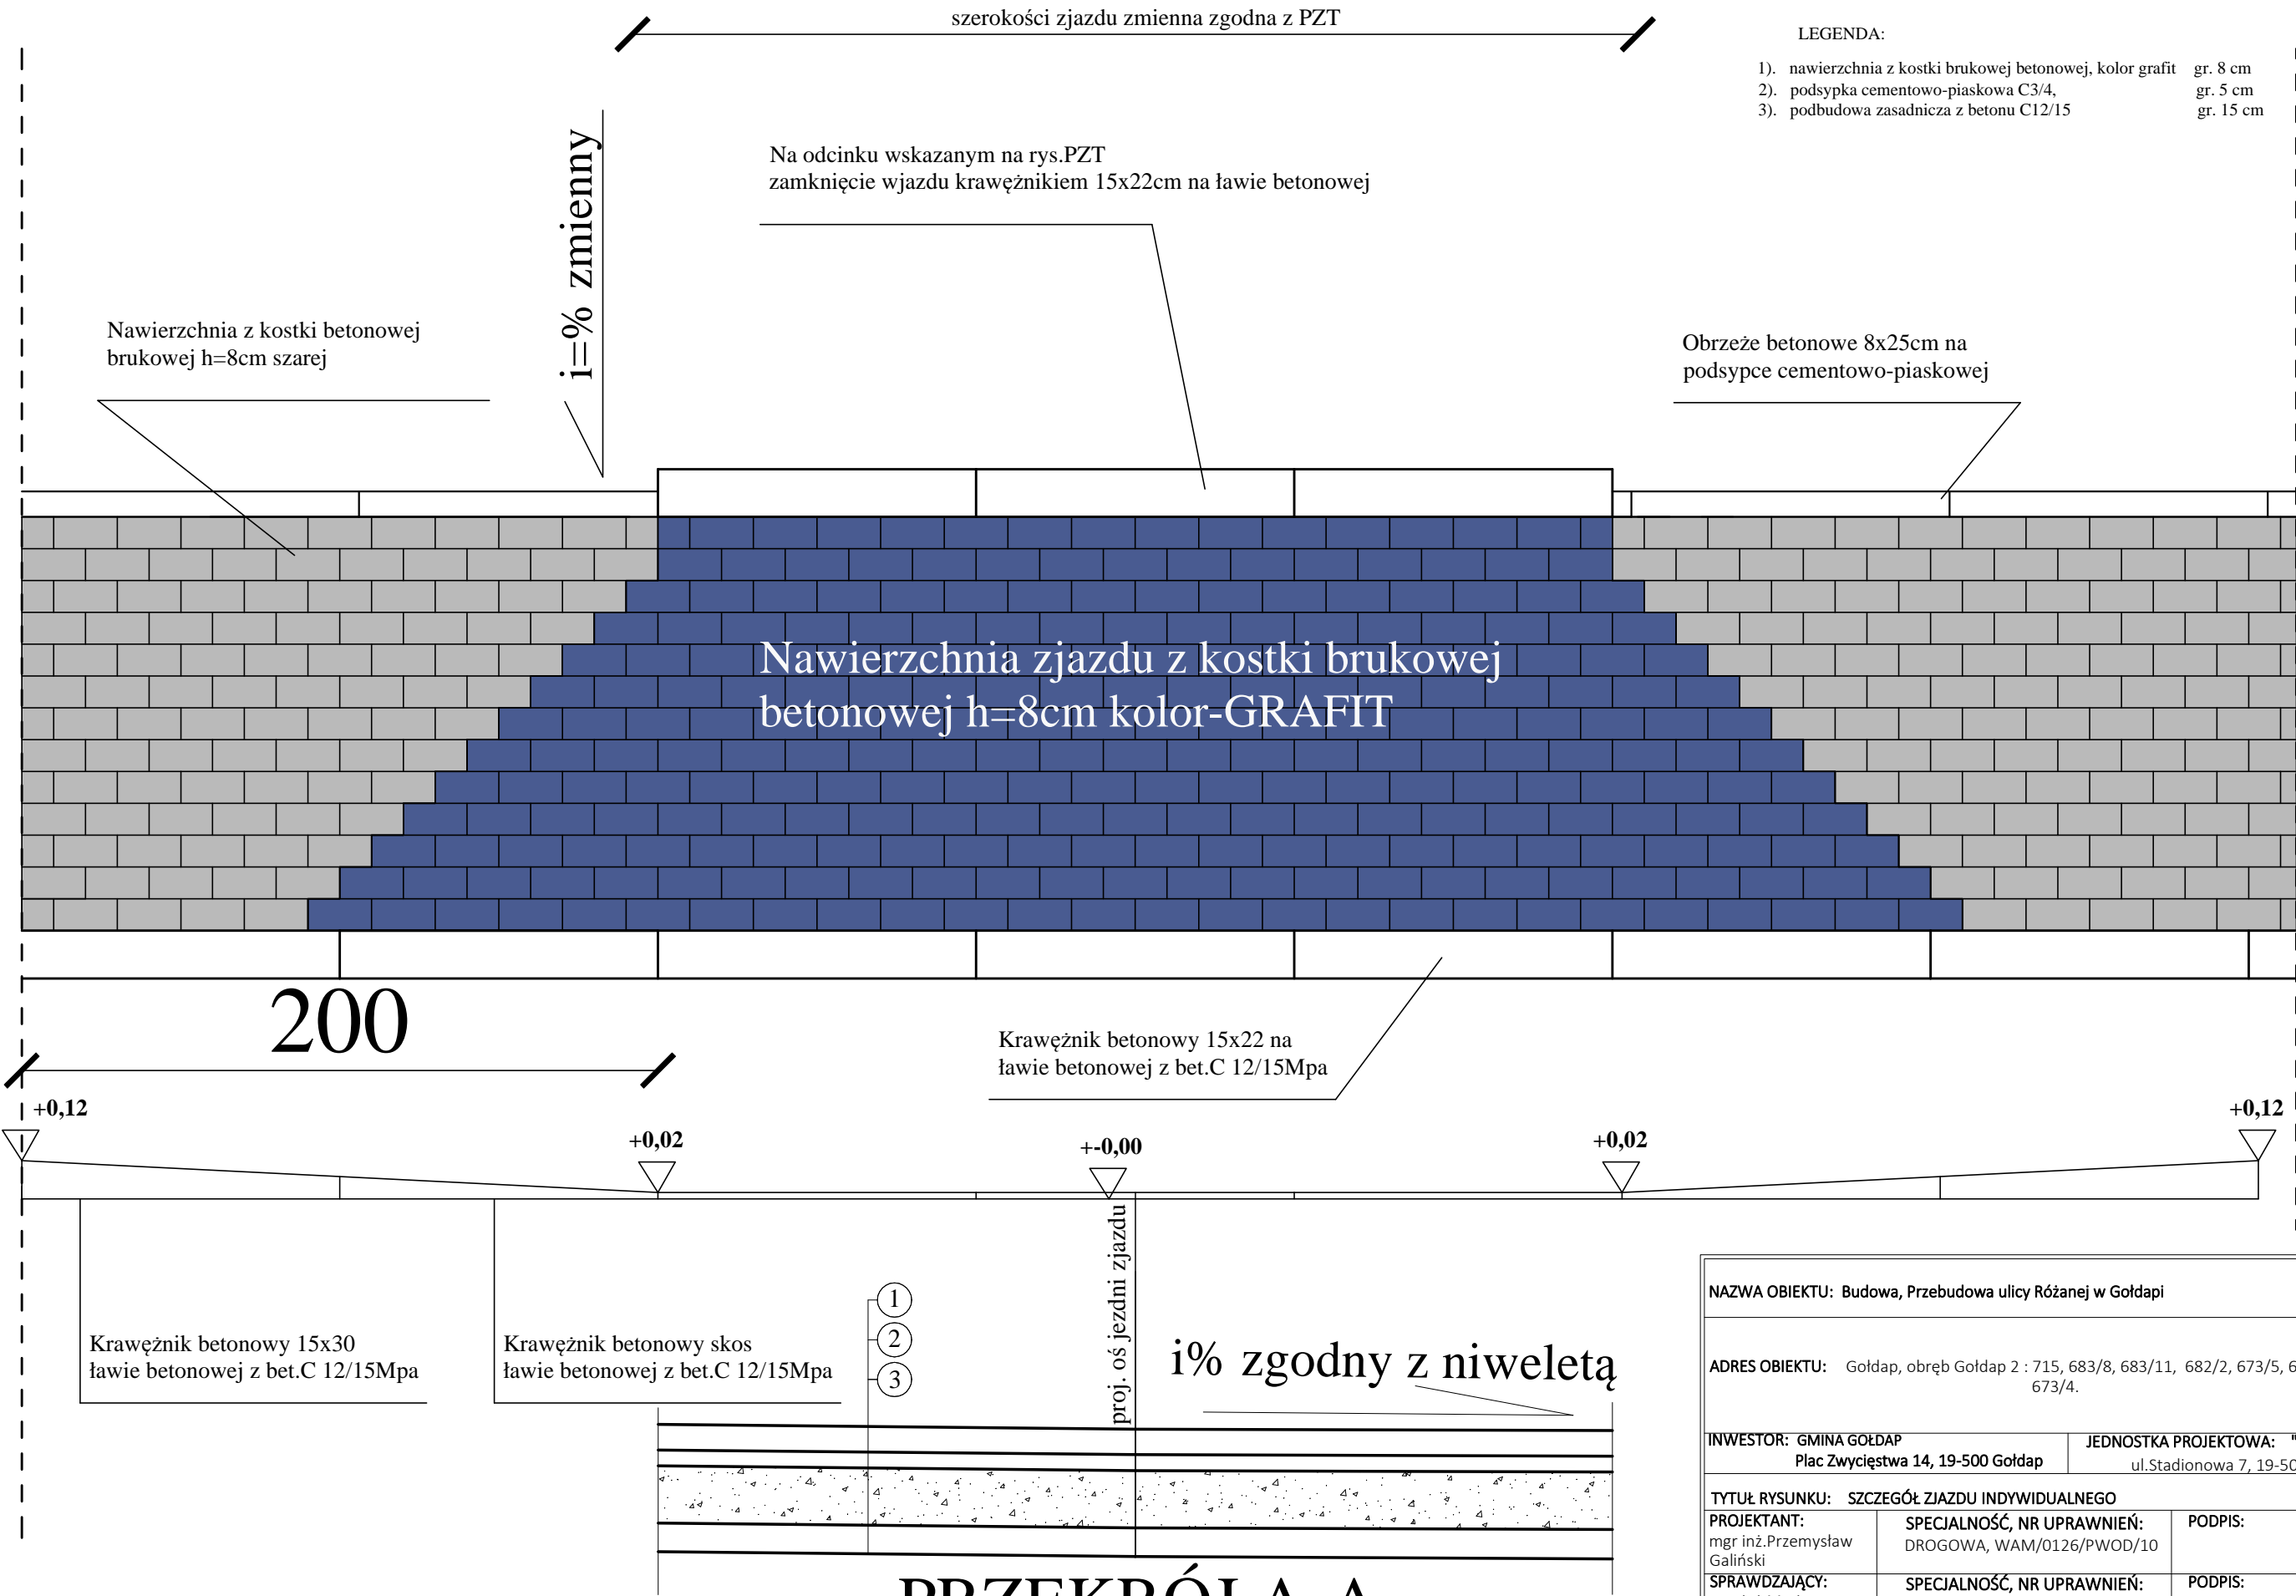 szerokości zjazdu zmienna zgodna z PZT
LEGENDA:
1). nawierzchnia z kostki brukowej betonowej, kolor grafit gr. 8 cm
2). podsypka cementowo-piaskowa C3/4, gr. 5 cm
3). podbudowa zasadnicza z betonu C12/15 gr. 15 cm
i=% zmienny
Na odcinku wskazanym na rys.PZT
zamknięcie wjazdu krawężnikiem 15x22cm na ławie betonowej
Nawierzchnia z kostki betonowej
brukowej h=8cm szarej
Obrzeże betonowe 8x25cm na
podsypce cementowo-piaskowej
Nawierzchnia zjazdu z kostki brukowej
betonowej h=8cm kolor-GRAFIT
200
Krawężnik betonowy 15x22 na
ławie betonowej z bet.C 12/15Mpa
+0,12
+0,02
+-0,00
+0,02
+0,12
proj. oś jezdni zjazdu
Krawężnik betonowy 15x30
ławie betonowej z bet.C 12/15Mpa
Krawężnik betonowy skos
ławie betonowej z bet.C 12/15Mpa
1
2
3
i% zgodny z niweletą
NAZWA OBIEKTU: Budowa, Przebudowa ulicy Różanej w Gołdapi
ADRES OBIEKTU: Gołdap, obręb Gołdap 2 : 715, 683/8, 683/11, 682/2, 673/5, 6
673/4.
INWESTOR: GMINA GOŁDAP
Plac Zwycięstwa 14, 19-500 Gołdap
JEDNOSTKA PROJEKTOWA: "
ul.Stadionowa 7, 19-50
TYTUŁ RYSUNKU: SZCZEGÓŁ ZJAZDU INDYWIDUALNEGO
PROJEKTANT:
mgr inż.Przemysław
Galiński
SPECJALNOŚĆ, NR UPRAWNIEŃ:
DROGOWA, WAM/0126/PWOD/10
PODPIS:
SPRAWDZAJĄCY:
SPECJALNOŚĆ, NR UPRAWNIEŃ:
PODPIS:
PRZEKRÓJ A-A